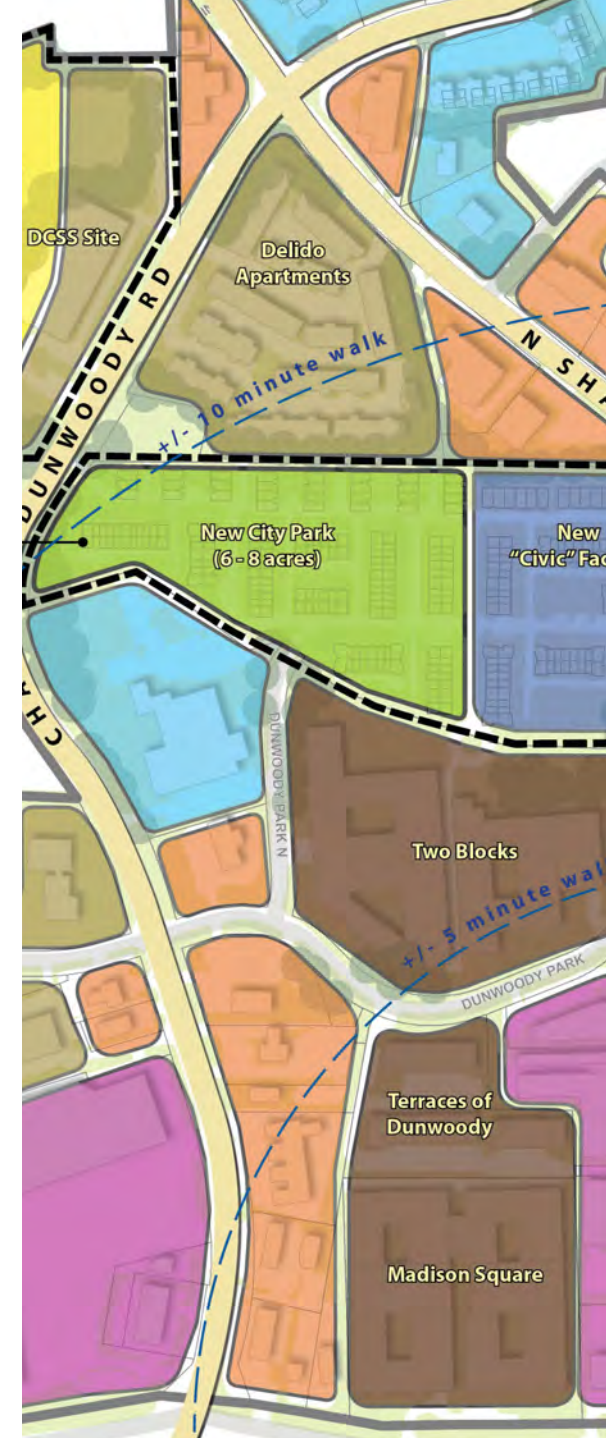 DCSS Site
Delido
Apartments
DUNWOODY RD
N SHA
+/- 10 minute walk
New City Park
(6 - 8 acres)
New
"Civic" Fac
CHA
DUNWOODY PARK N
Two Blocks
+/- 5 minute wal
DUNWOODY PARK
Terraces of
Dunwoody
Madison Square